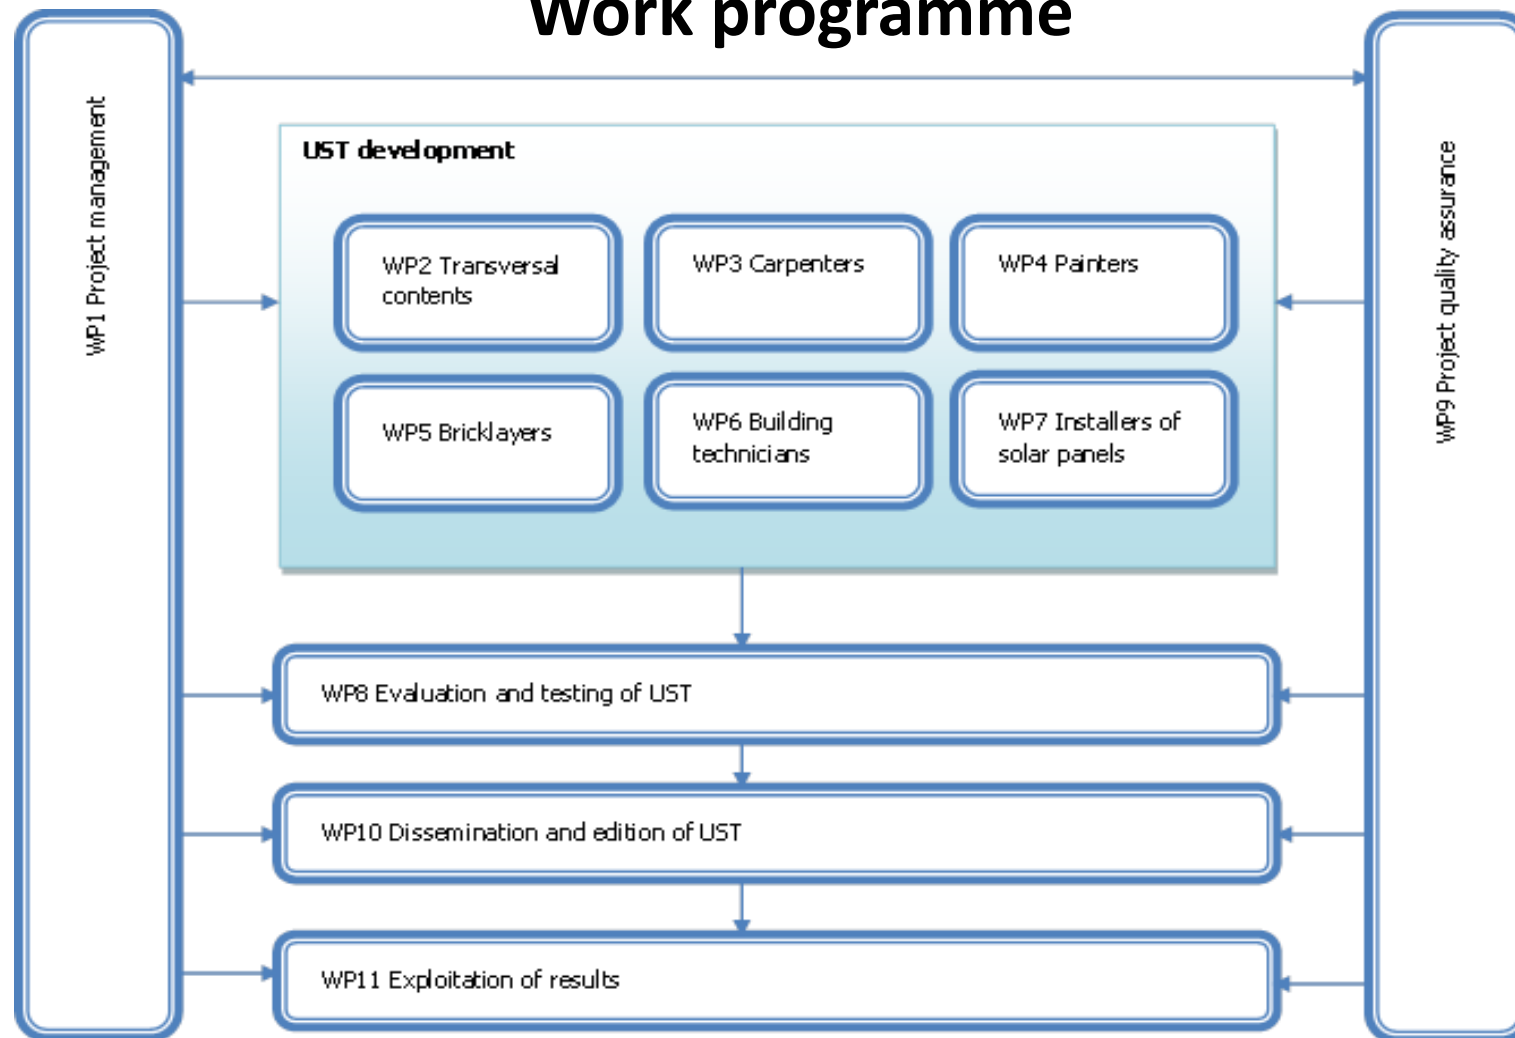 Work programme
WP1 Project management
UST development
WP2 Transversal
contents
WP3 Carpenters
WP4 Painters
WP5 Bricklayers
WP6 Building
technicians
WP7 Installers of
solar panels
WP8 Evaluation and testing of UST
WP10 Dissemination and edition of UST
WP11 Exploitation of results
WP9 Project quality assurance